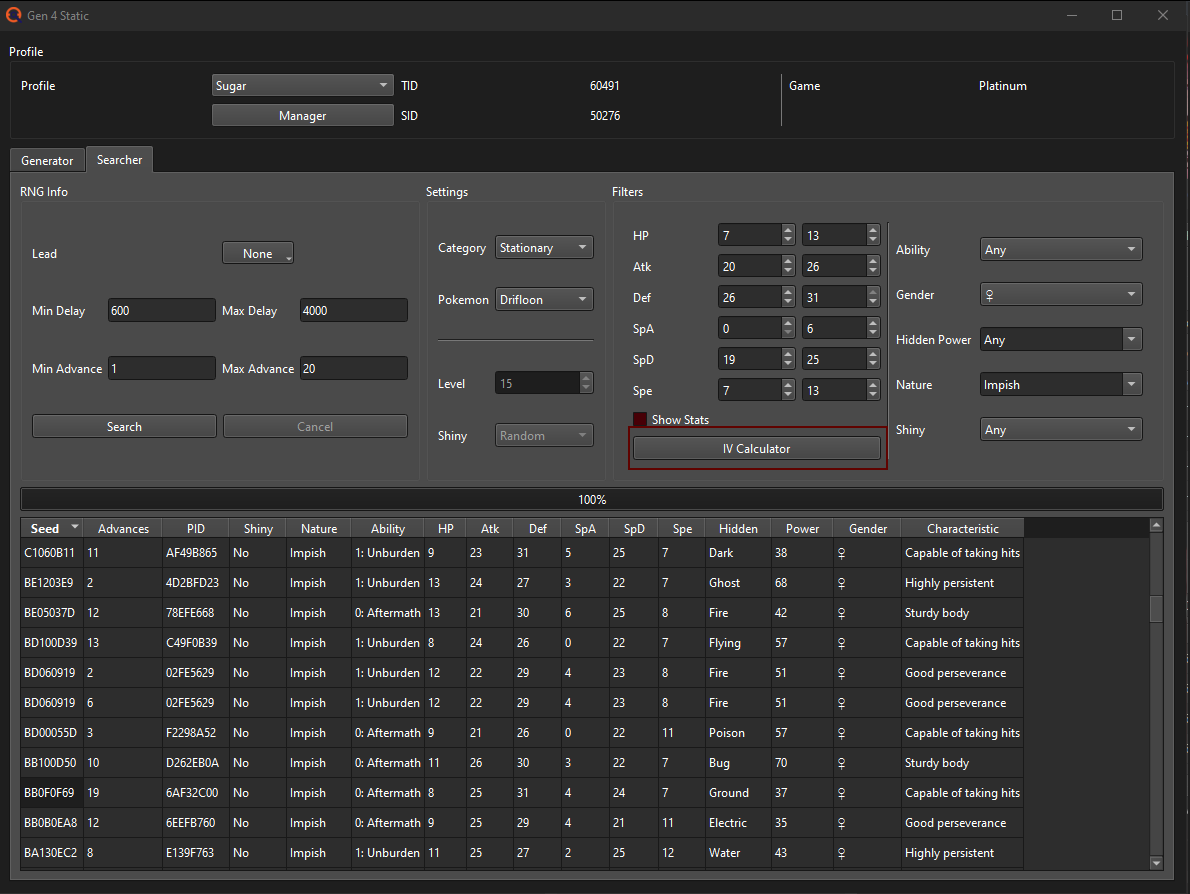 Gen 4 Static
Profile
Profile Sugar TID 60491 Game Platinum
Manager SID 50276
Generator Searcher
RNG Info Settings Filters
HP 7 13
Lead None Category Stationary Ability Any
Atk 20 26
Min Delay 600 Max Delay 4000 Pokemon Drifloon Def 26 31 Gender ♀
SpA 0 6
Hidden Power Any
Min Advance 1 Max Advance 20 SpD 19 25
Level 15 Spe 7 13 Nature Impish
Show Stats
Search Cancel Shiny Random Shiny Any
IV Calculator
100%
Seed Advances PID Shiny Nature Ability HP Atk Def SpA SpD Spe Hidden Power Gender Characteristic
C1060B11 11 AF49B865 No Impish 1: Unburden 9 23 31 5 25 7 Dark 38 ♀ Capable of taking hits
BE1203E9 2 4D2BFD23 No Impish 1: Unburden 13 24 27 3 22 7 Ghost 68 ♀ Highly persistent
BE05037D 12 78EFE668 No Impish 0: Aftermath 13 21 30 6 25 8 Fire 42 ♀ Sturdy body
BD100D39 13 C49F0B39 No Impish 1: Unburden 8 24 26 0 22 7 Flying 57 ♀ Capable of taking hits
BD060919 2 02FE5629 No Impish 1: Unburden 12 22 29 4 23 8 Fire 51 ♀ Good perseverance
BD060919 6 02FE5629 No Impish 1: Unburden 12 22 29 4 23 8 Fire 51 ♀ Good perseverance
BD00055D 3 F2298A52 No Impish 0: Aftermath 9 21 26 0 22 11 Poison 57 ♀ Capable of taking hits
BB100D50 10 D262EB0A No Impish 0: Aftermath 11 26 30 3 22 7 Bug 70 ♀ Sturdy body
BB0F0F69 19 6AF32C00 No Impish 0: Aftermath 8 25 31 4 24 7 Ground 37 ♀ Capable of taking hits
BB0B0EA8 12 6EEFB760 No Impish 0: Aftermath 9 25 29 4 21 11 Electric 35 ♀ Good perseverance
BA130EC2 8 E139F763 No Impish 1: Unburden 11 25 27 2 25 12 Water 43 ♀ Highly persistent